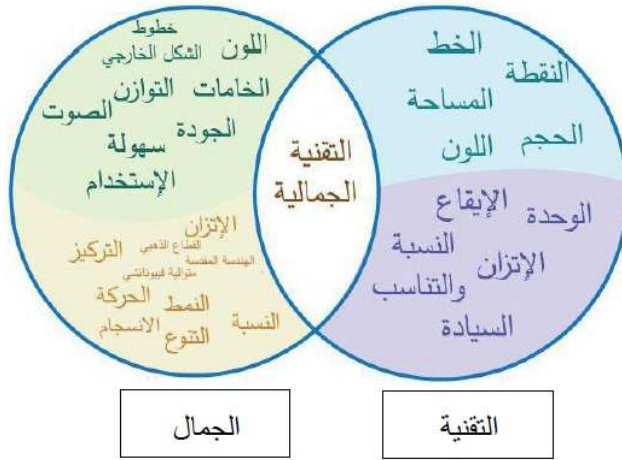 الخط
النقطة
المساحة
الحجم
اللون
الإيقاع
الوحدة
النسبة
والتناسب
الإتزان
السيادة
التقنية
الجمالية
خطوط
الشكل الخارجي
اللون
الخامات
التوازن
الصوت
الجودة
سهولة
الإستخدام
الإتزان
القطاع الذهبي
التركيز
الهندسة المقدسة
متوالية فيبوناتشي
النمط
الحركة
النسبة
التنوع
الانسجام
التقنية
الجمال